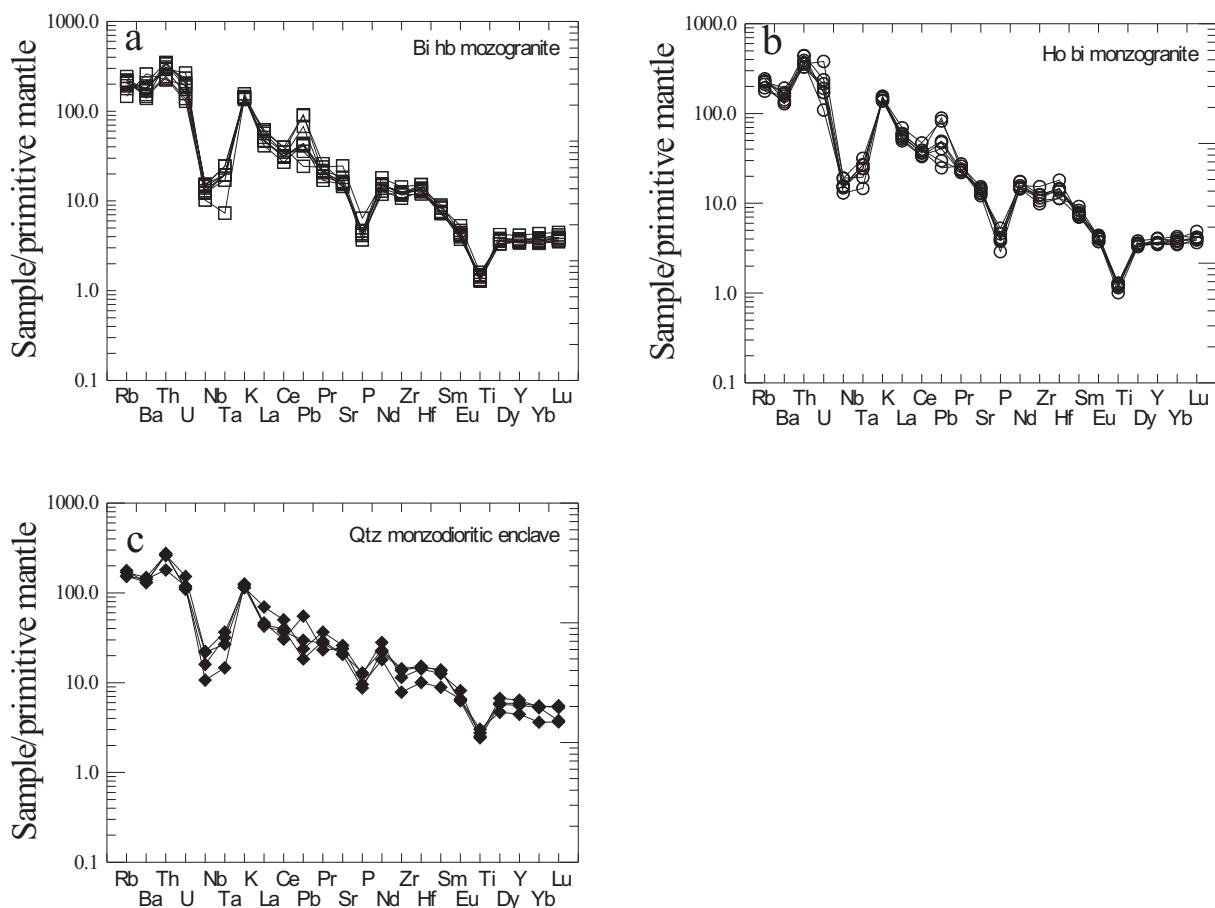 a
Bi hb mozogranite
Sample/primitive mantle
1000.0
100.0
10.0
1.0
0.1
Rb Th Nb K Ce Pr P Zr Sm Ti Y Lu
Ba U Ta La Pb Sr Nd Hf Eu Dy Yb
b
Ho bi monzogranite
Sample/primitive mantle
1000.0
100.0
10.0
1.0
0.1
Rb Th Nb K Ce Pr P Zr Sm Ti Y Lu
Ba U Ta La Pb Sr Nd Hf Eu Dy Yb
c
Qtz monzodioritic enclave
Sample/primitive mantle
1000.0
100.0
10.0
1.0
0.1
Rb Th Nb K Ce Pr P Zr Sm Ti Y Lu
Ba U Ta La Pb Sr Nd Hf Eu Dy Yb